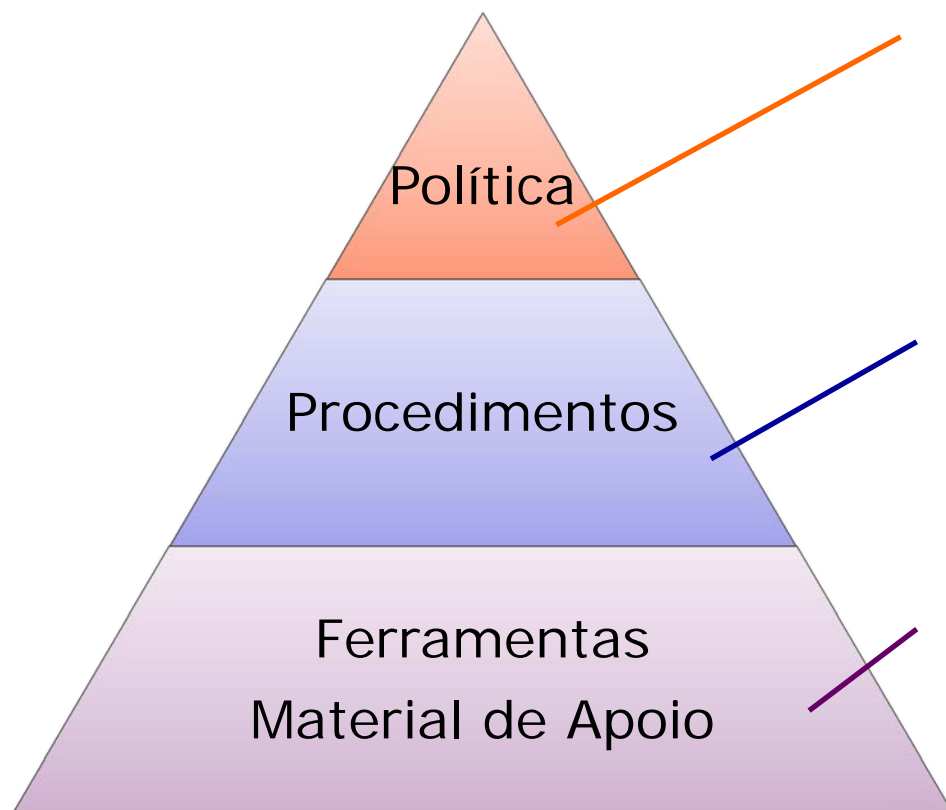 Política
Procedimentos
Ferramentas
Material de Apoio